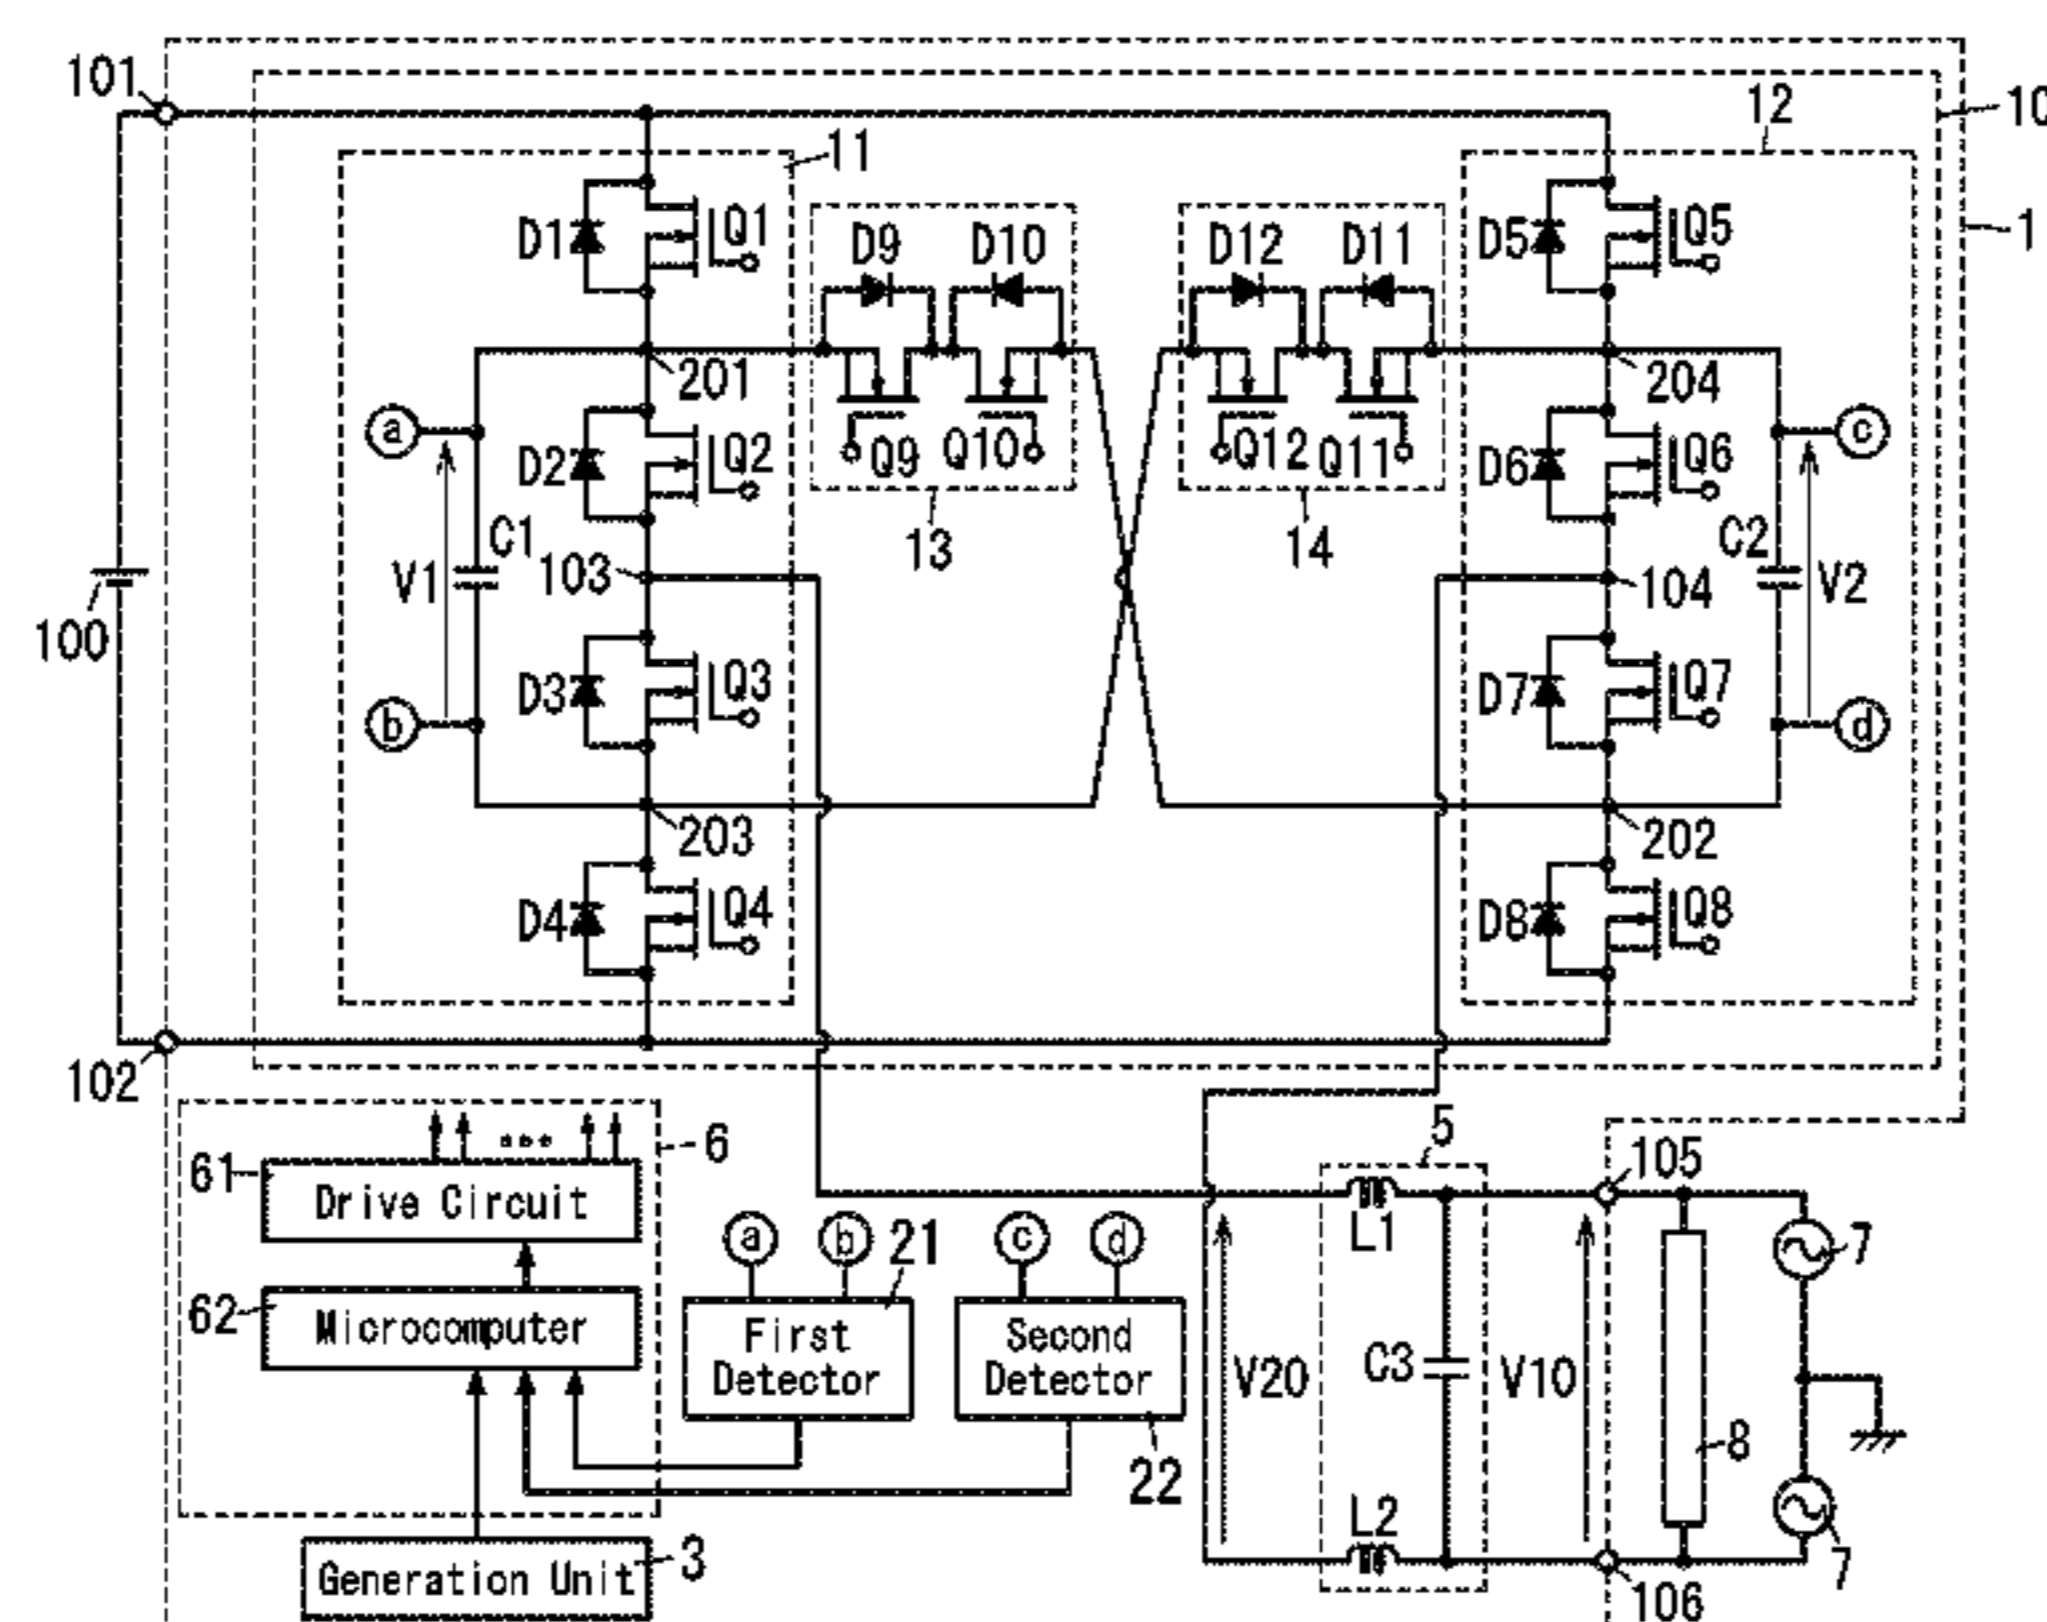 101
12
10
11
1
D1
Q1
D9
D10
D12
D11
D5
Q5
201
204
a
c
D2
Q2
Q9
Q10
Q12
Q11
D6
Q6
13
14
C1
C2
V1
103
104
V2
100
D3
Q3
D7
Q7
b
d
203
202
D4
Q4
D8
Q8
102
6
5
61
Drive Circuit
105
a
b
21
c
d
L1
7
62
Microcomputer
First
Detector
Second
Detector
V20
C3
V10
8
22
L2
3
Generation Unit
7
106